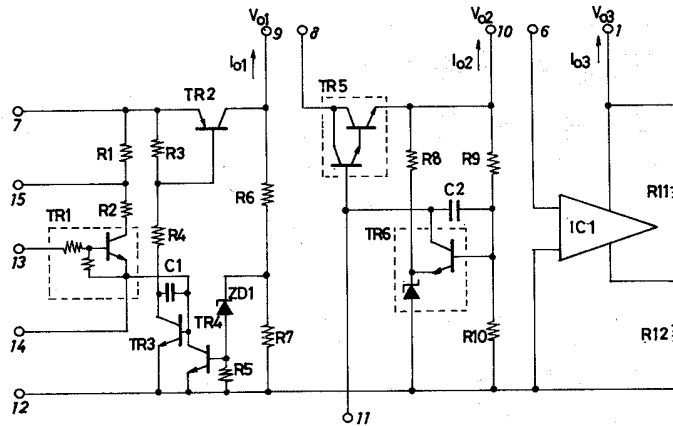 Vo1
9
8
Vo2
10
6
Vo3
1
Io1
Io2
Io3
TR2
TR5
7
R1
R3
R8
R9
15
R2
R6
C2
R11
TR1
IC1
13
R4
TR6
C1
ZD1
TR4
14
TR3
R7
R10
R12
R5
12
11